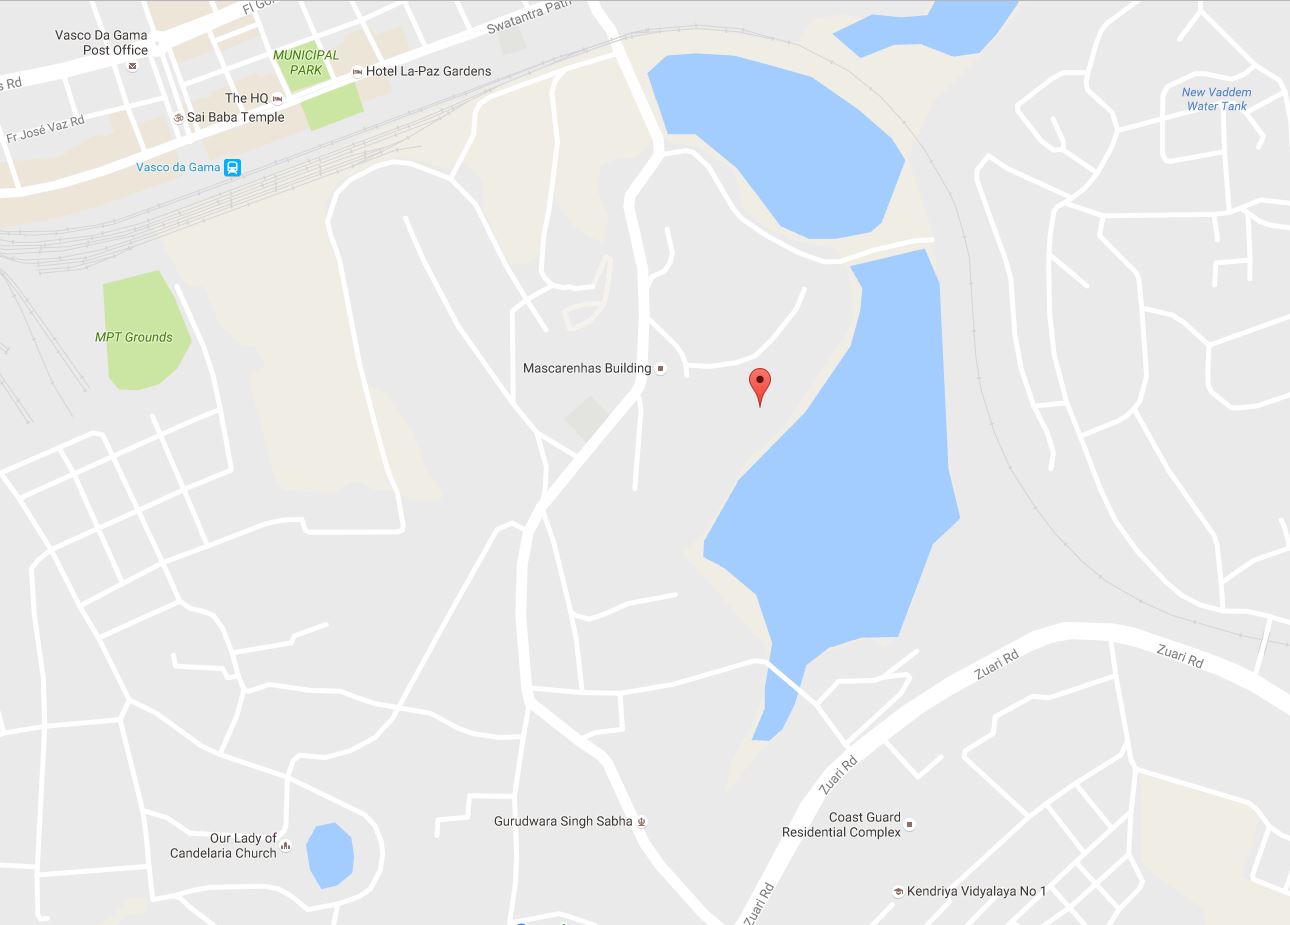 Swatantra Path
Vasco Da Gama
Post Office
MUNICIPAL
PARK
Hotel La-Paz Gardens
s Rd
The HQ
Sai Baba Temple
Fr José Vaz Rd
New Vaddem
Water Tank
Vasco da Gama
MPT Grounds
Mascarenhas Building
Zuari Rd
Zuari Rd
Zuari Rd
Gurudwara Singh Sabha
Coast Guard
Residential Complex
Our Lady of
Candelaria Church
Kendriya Vidyalaya No 1
Zuari Rd